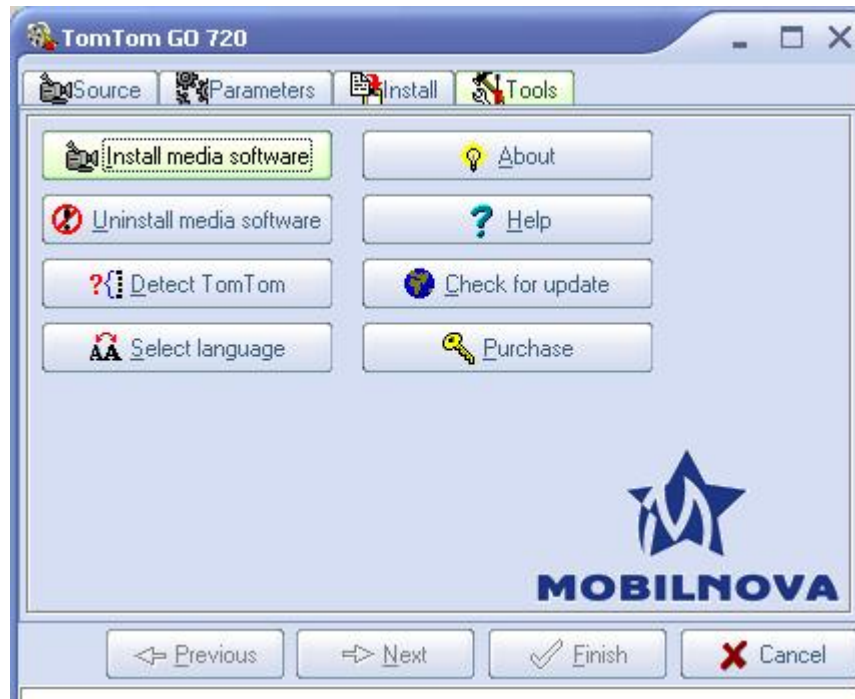 TomTom GO 720
Source Parameters Install Tools
Install media software About
Uninstall media software Help
Detect TomTom Check for update
Select language Purchase
MOBILNOVA
Previous Next Finish Cancel